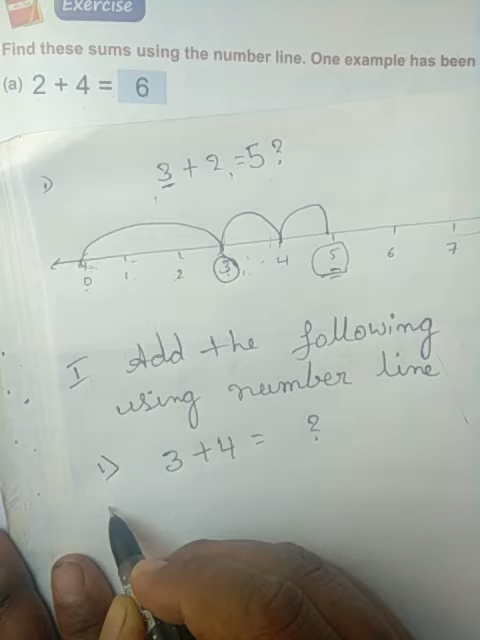 Exercise
Find these sums using the number line. One example has been
(a) 2 + 4 = 6
1) 3 + 2 = 5 ?
0 1 2 3 4 5 6 7
I Add the following
using number line
1) 3 + 4 = ?